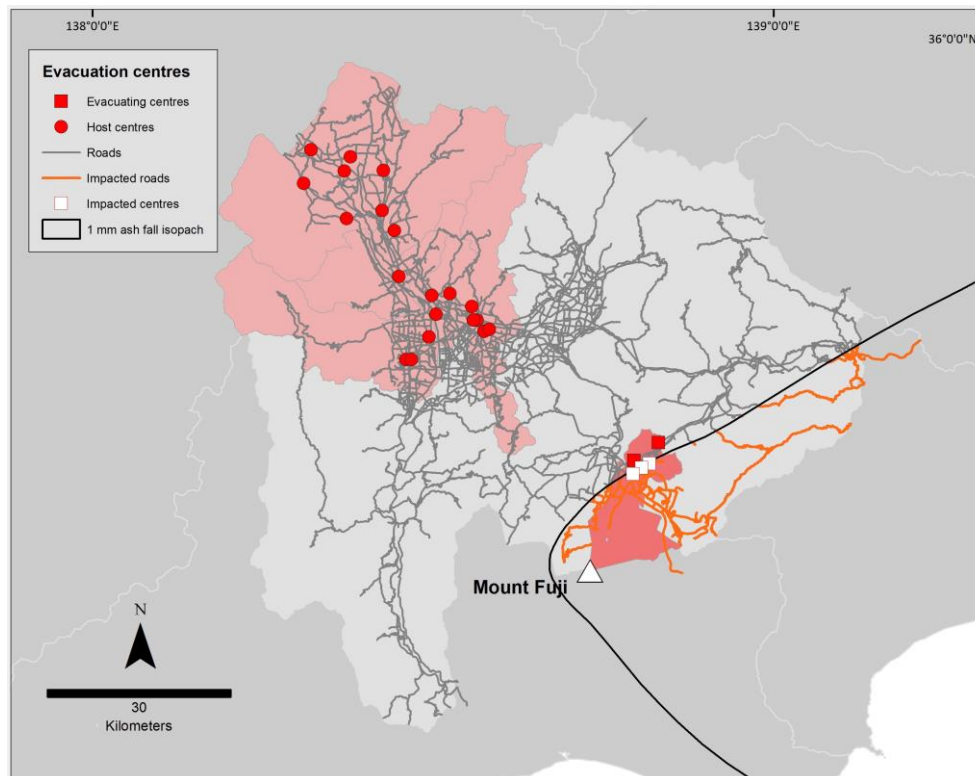 138°0'0"E
139°0'0"E
36°0'0"N
Evacuation centres
Evacuating centres
Host centres
Roads
Impacted roads
Impacted centres
1 mm ash fall isopach
Mount Fuji
N
30
Kilometers